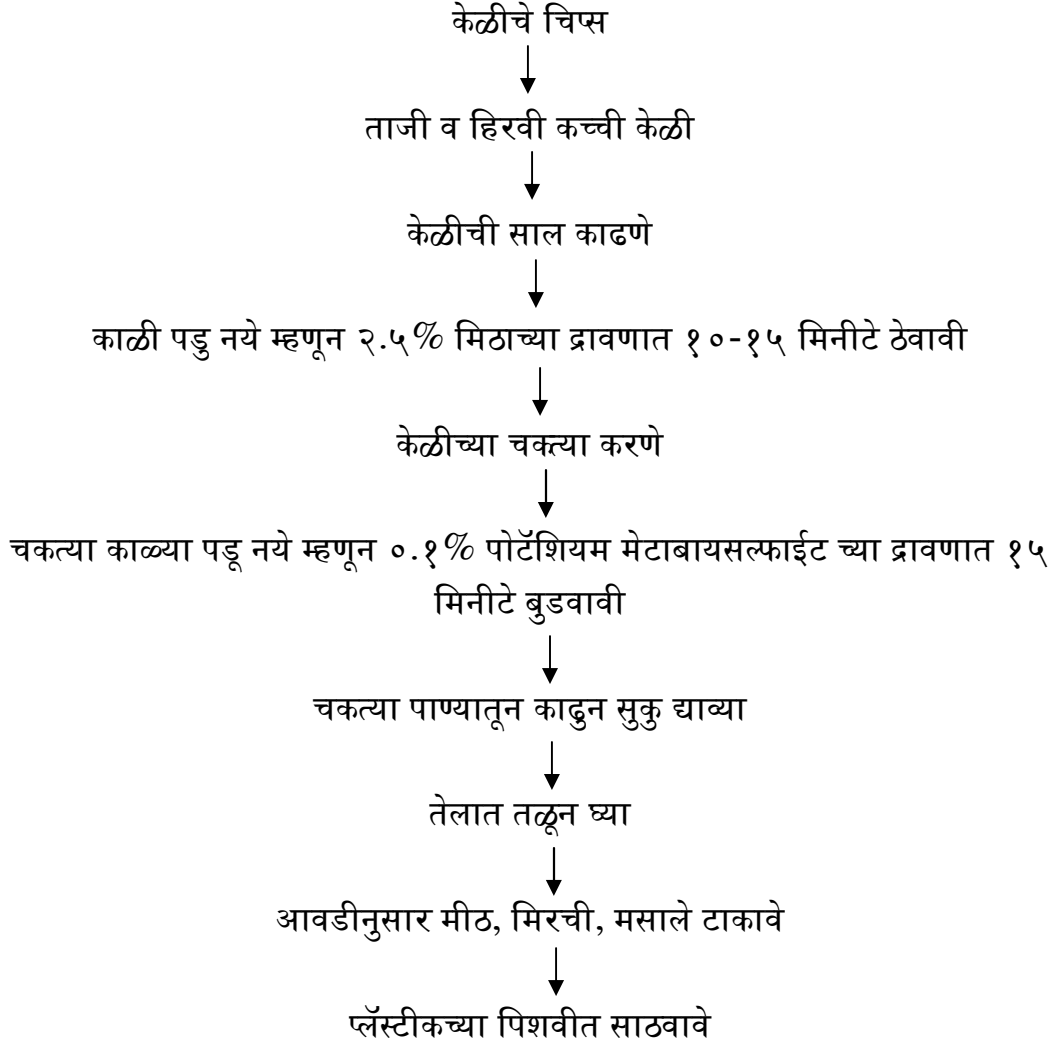 केळीचे चिप्स
ताजी व हिरवी कच्ची केळी
केळीची साल काढणे
काळी पडु नये म्हणून २.५% मिठाच्या द्रावणात १०-१५ मिनीटे ठेवावी
केळीच्या चक्त्या करणे
चकत्या काळ्या पडू नये म्हणून ०.१% पोटॅशियम मेटाबायसल्फाईट च्या द्रावणात १५
मिनीटे बुडवावी
चकत्या पाण्यातून काढुन सुकु द्याव्या
तेलात तळून घ्या
आवडीनुसार मीठ, मिरची, मसाले टाकावे
प्लॅस्टीकच्या पिशवीत साठवावे